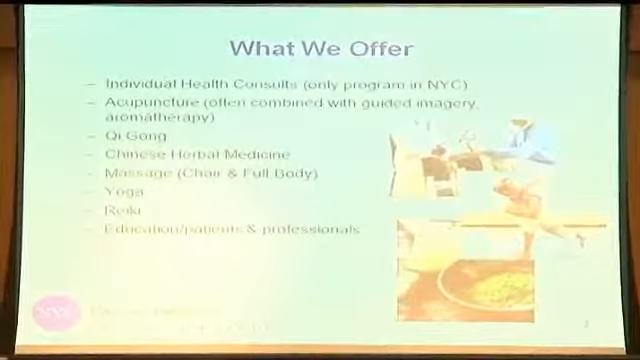 What We Offer
– Individual Health Consults (only program in NYC)
– Acupuncture (often combined with guided imagery,
aromatherapy)
– Qi Gong
– Chinese Herbal Medicine
– Massage (Chair & Full Body)
– Yoga
– Reiki
– Education/patients & professionals
NYU